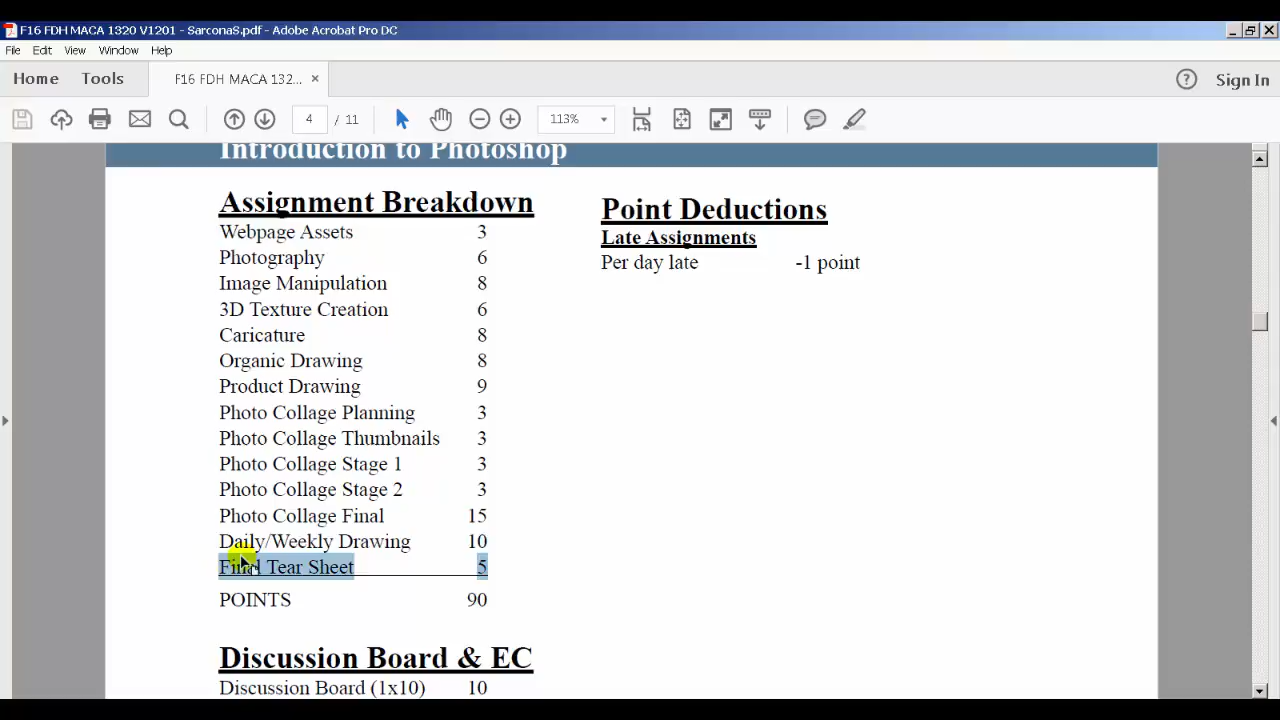 F16 FDH MACA 1320 V1201 - SarconaS.pdf - Adobe Acrobat Pro DC
File Edit View Window Help
Home Tools F16 FDH MACA 132... × ? Sign In
4 / 11 113%
Introduction to Photoshop
Assignment Breakdown
Webpage Assets 3
Photography 6
Image Manipulation 8
3D Texture Creation 6
Caricature 8
Organic Drawing 8
Product Drawing 9
Photo Collage Planning 3
Photo Collage Thumbnails 3
Photo Collage Stage 1 3
Photo Collage Stage 2 3
Photo Collage Final 15
Daily/Weekly Drawing 10
Final Tear Sheet 5
POINTS 90
Discussion Board & EC
Discussion Board (1x10) 10
Point Deductions
Late Assignments
Per day late -1 point